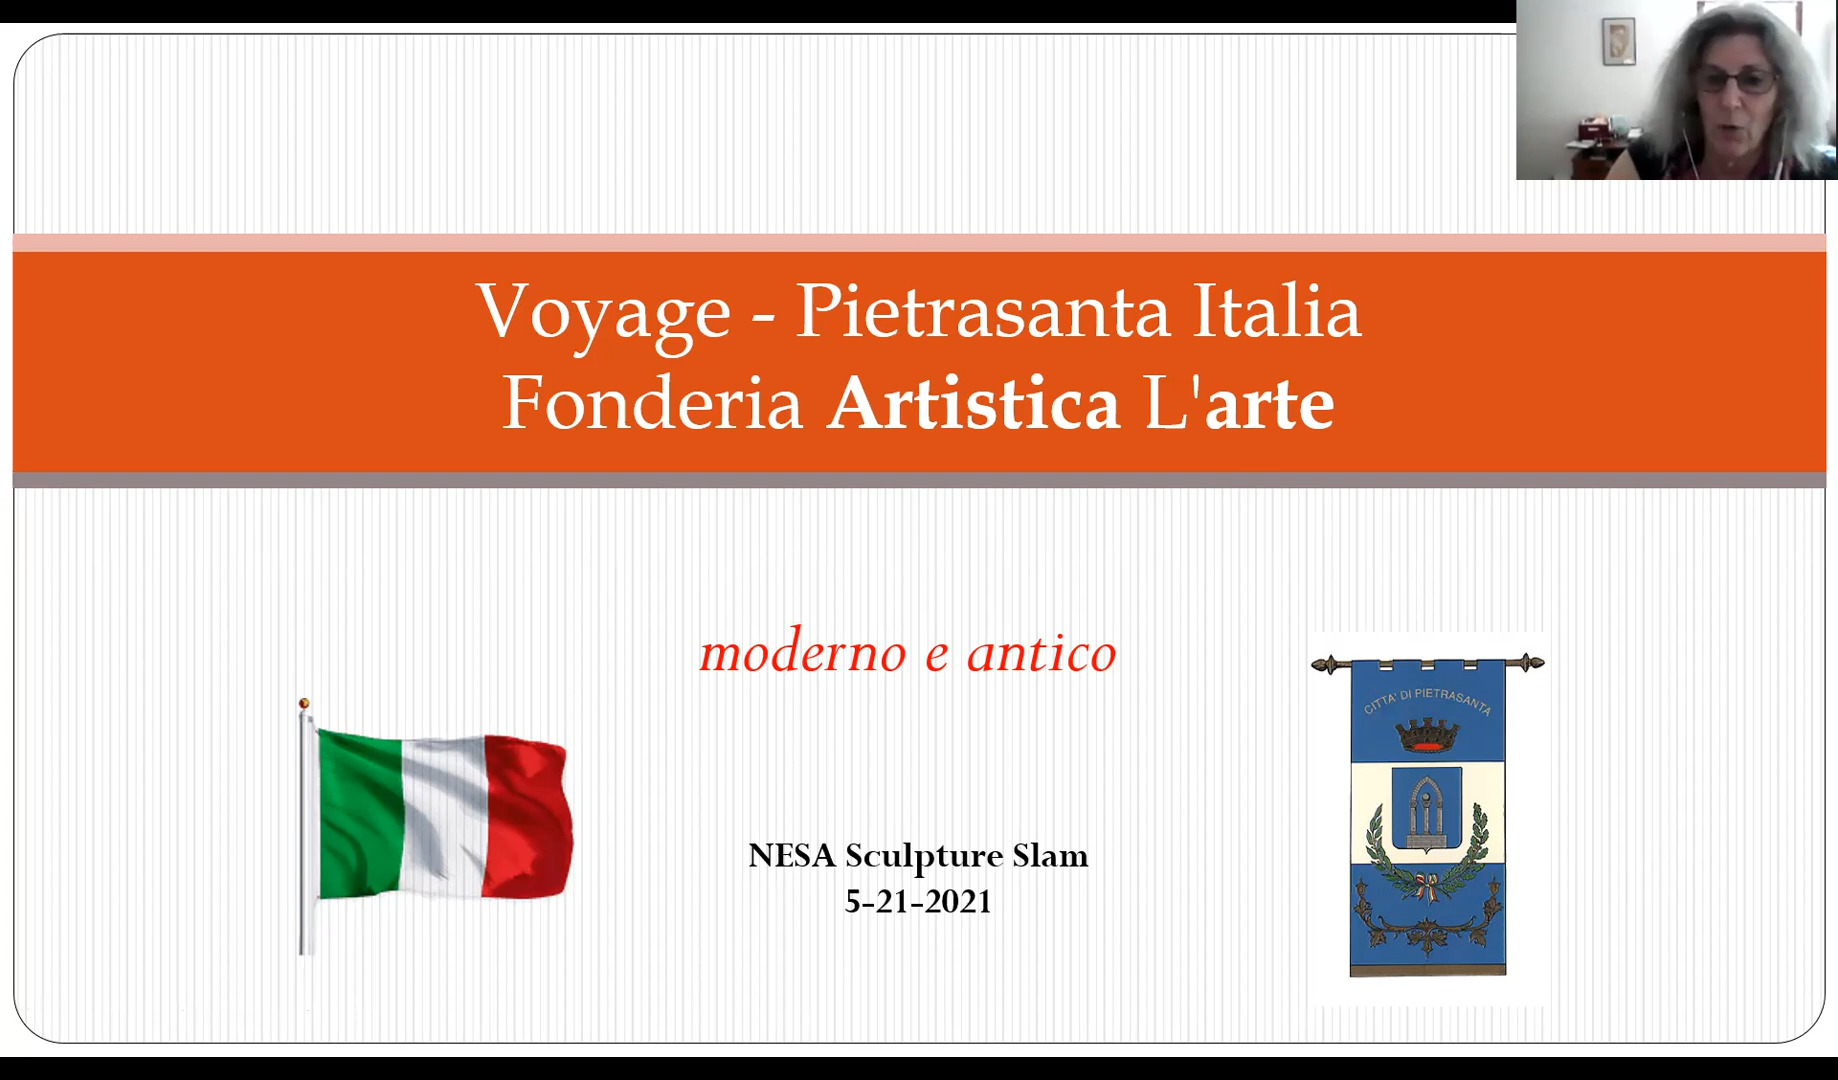 Voyage - Pietrasanta Italia
Fonderia Artistica L'arte
moderno e antico
CITTA' DI PIETRASANTA
NESA Sculpture Slam
5-21-2021